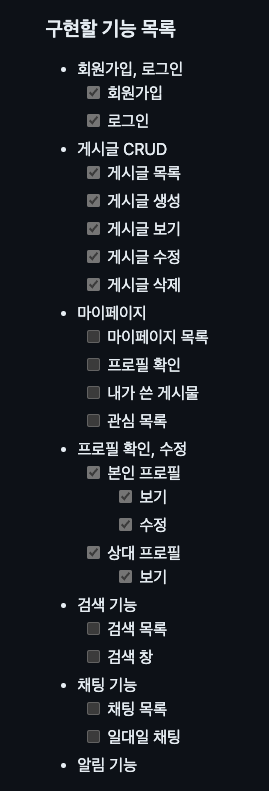 구현할 기능 목록
회원가입, 로그인
회원가입
로그인
게시글 CRUD
게시글 목록
게시글 생성
게시글 보기
게시글 수정
게시글 삭제
마이페이지
마이페이지 목록
프로필 확인
내가 쓴 게시물
관심 목록
프로필 확인, 수정
본인 프로필
보기
수정
상대 프로필
보기
검색 기능
검색 목록
검색 창
채팅 기능
채팅 목록
일대일 채팅
알림 기능